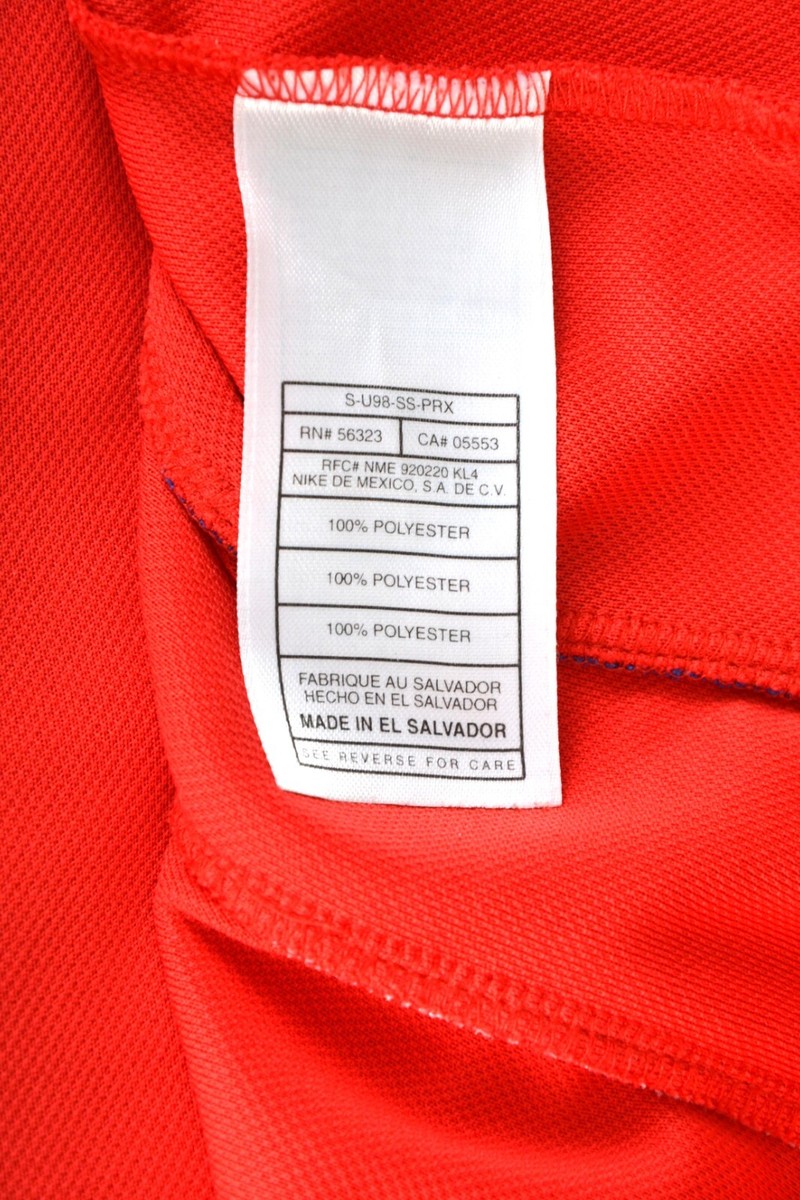 S-U98-SS-PRX
RN# 56323 CA# 05553
RFC# NME 920220 KL4
NIKE DE MEXICO, S.A. DE C.V.
100% POLYESTER
100% POLYESTER
100% POLYESTER
FABRIQUE AU SALVADOR
HECHO EN EL SALVADOR
MADE IN EL SALVADOR
SEE REVERSE FOR CARE